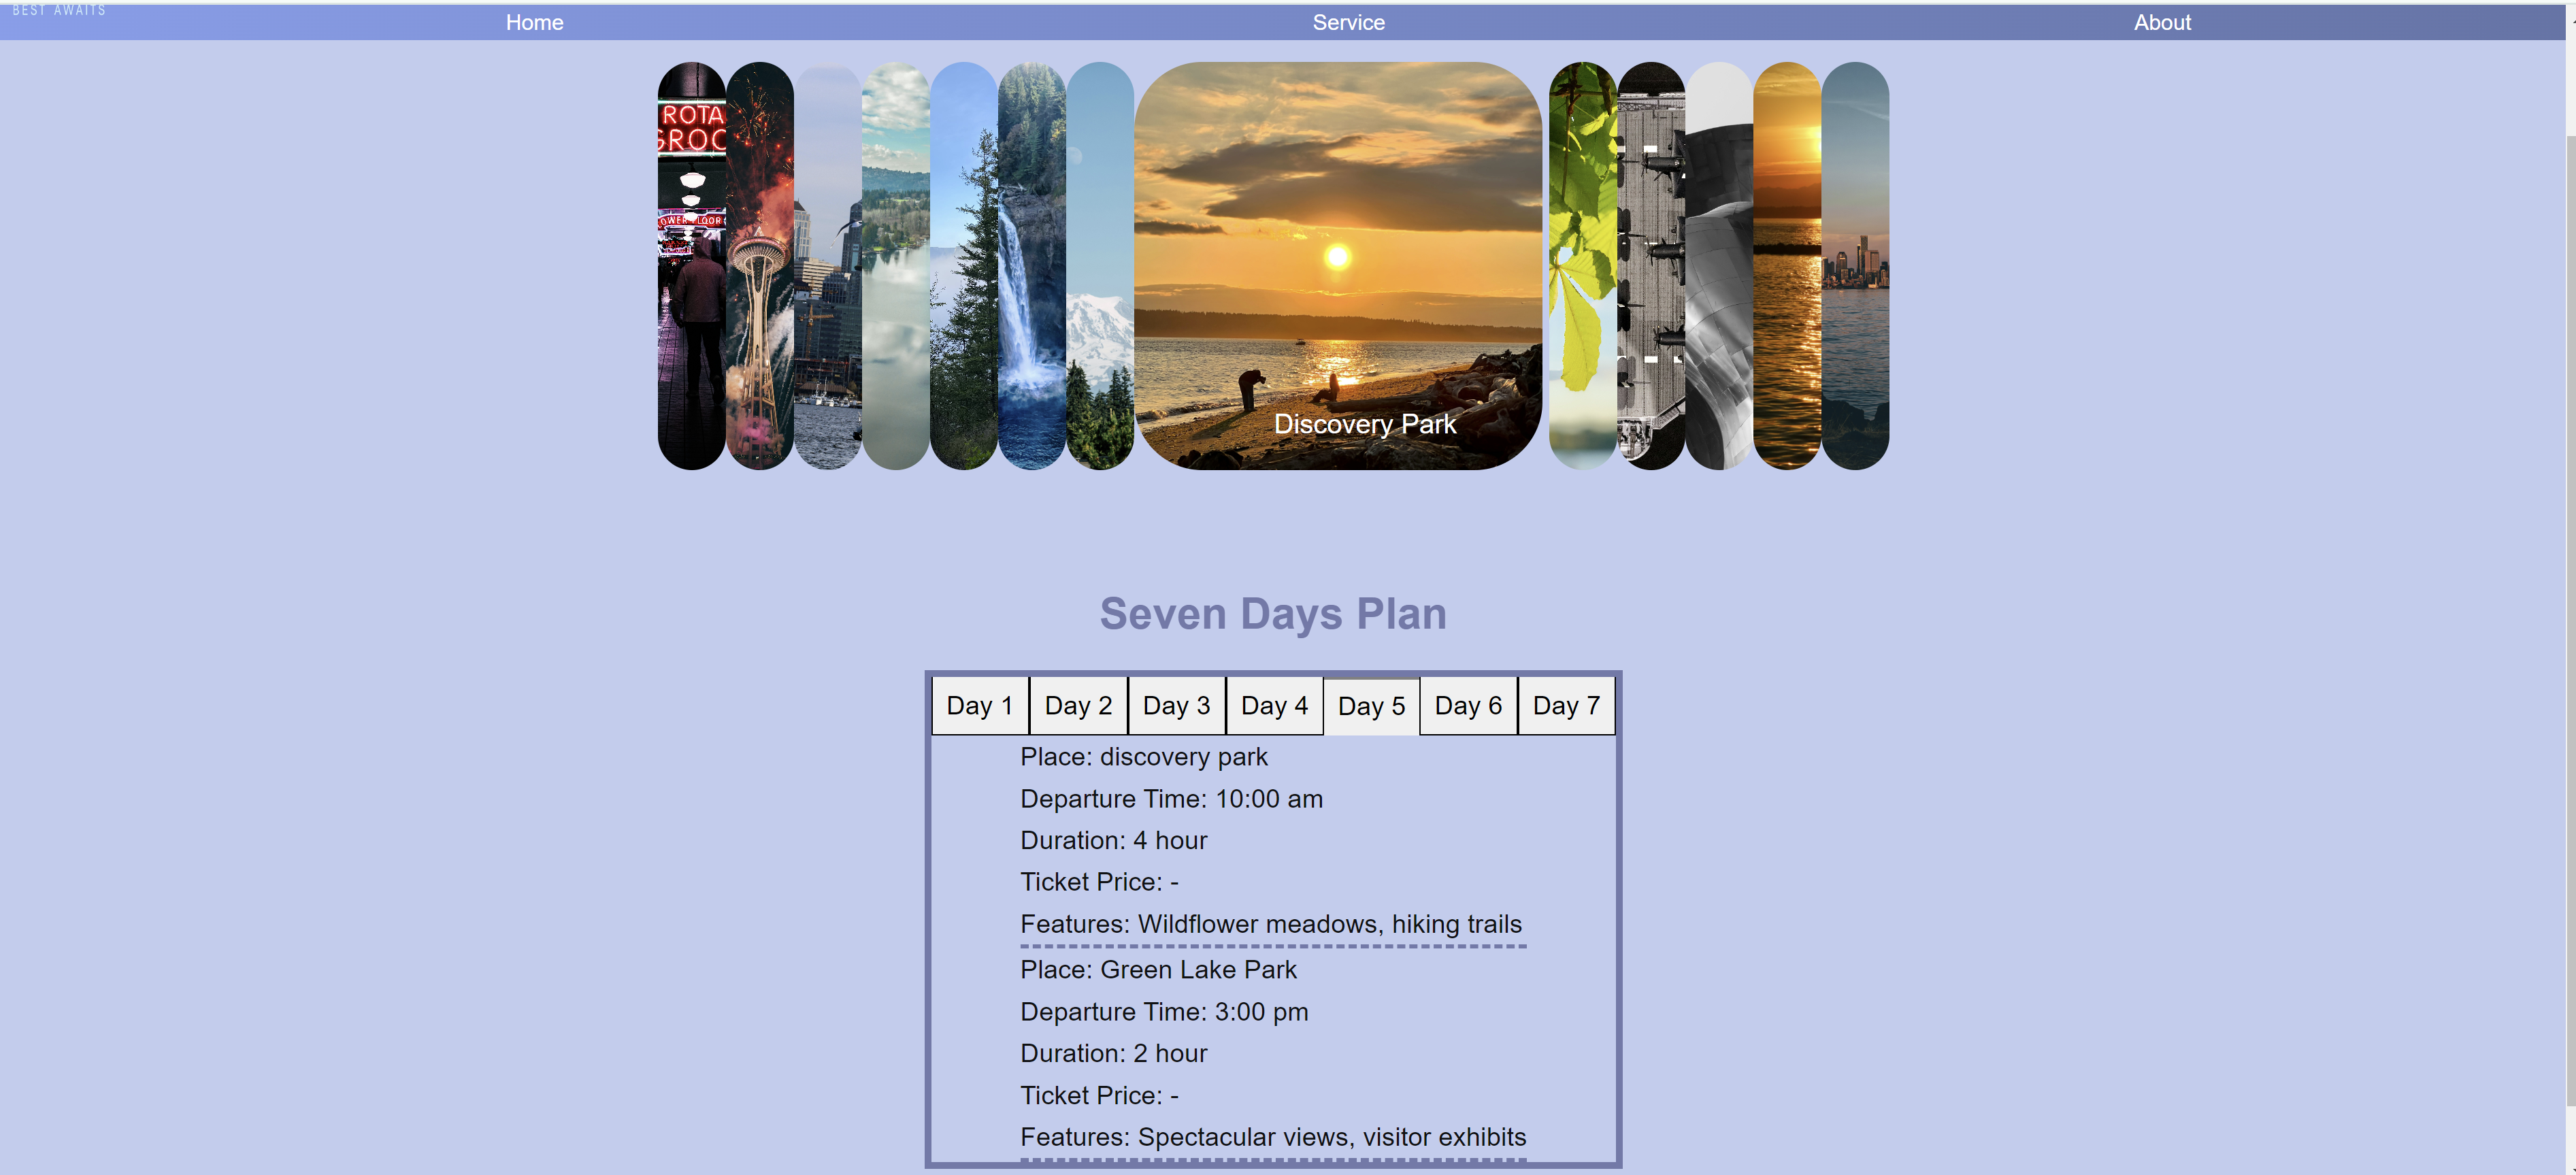 BEST AWAITS
Home Service About
ROTA
GROC
OWER FLOOR
Discovery Park
Seven Days Plan
Day 1 Day 2 Day 3 Day 4 Day 5 Day 6 Day 7
Place: discovery park
Departure Time: 10:00 am
Duration: 4 hour
Ticket Price: -
Features: Wildflower meadows, hiking trails
Place: Green Lake Park
Departure Time: 3:00 pm
Duration: 2 hour
Ticket Price: -
Features: Spectacular views, visitor exhibits